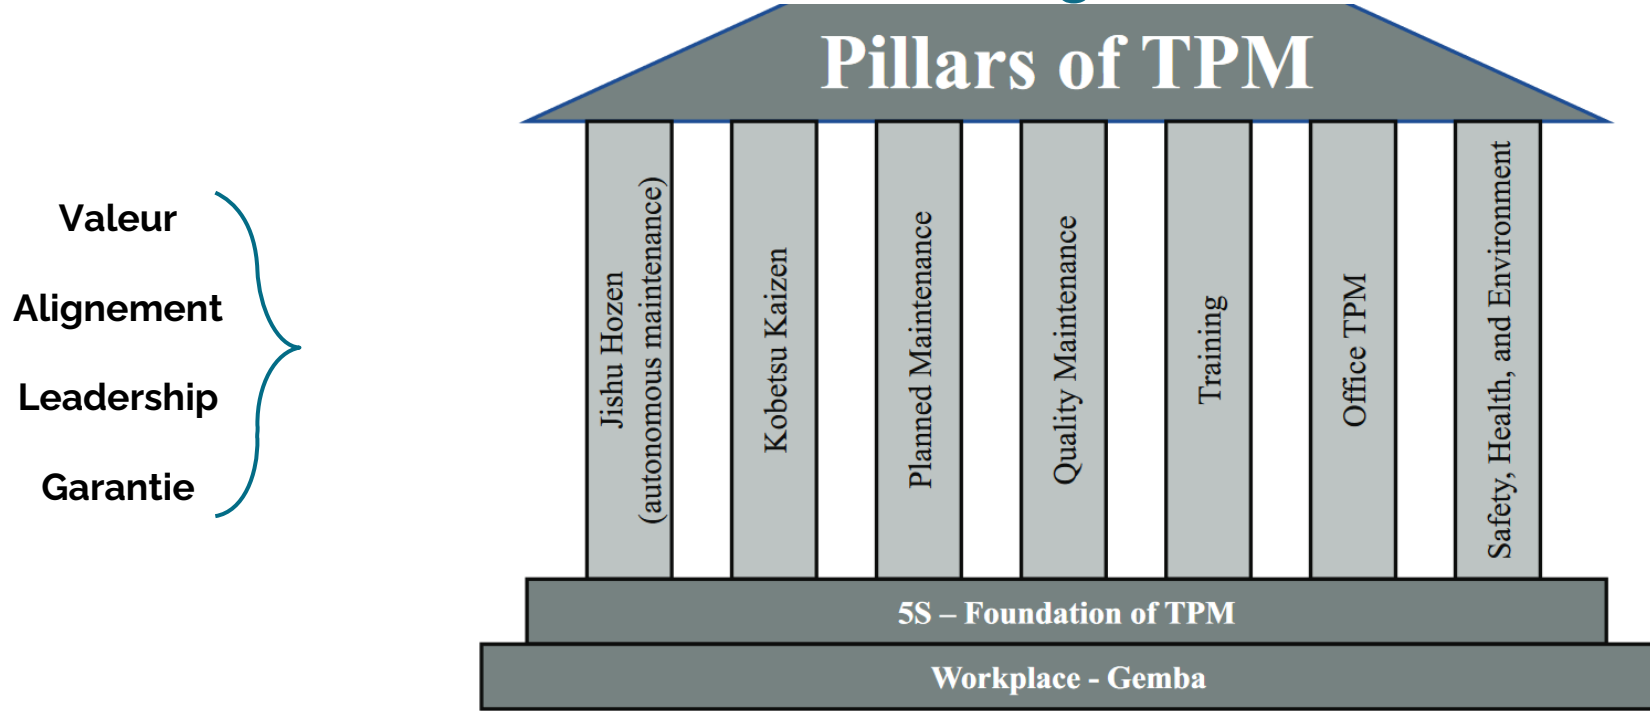 Pillars of TPM
Valeur
Alignement
Leadership
Garantie
Jishu Hozen
(autonomous maintenance)
Kobetsu Kaizen
Planned Maintenance
Quality Maintenance
Training
Office TPM
Safety, Health, and Environment
5S – Foundation of TPM
Workplace - Gemba